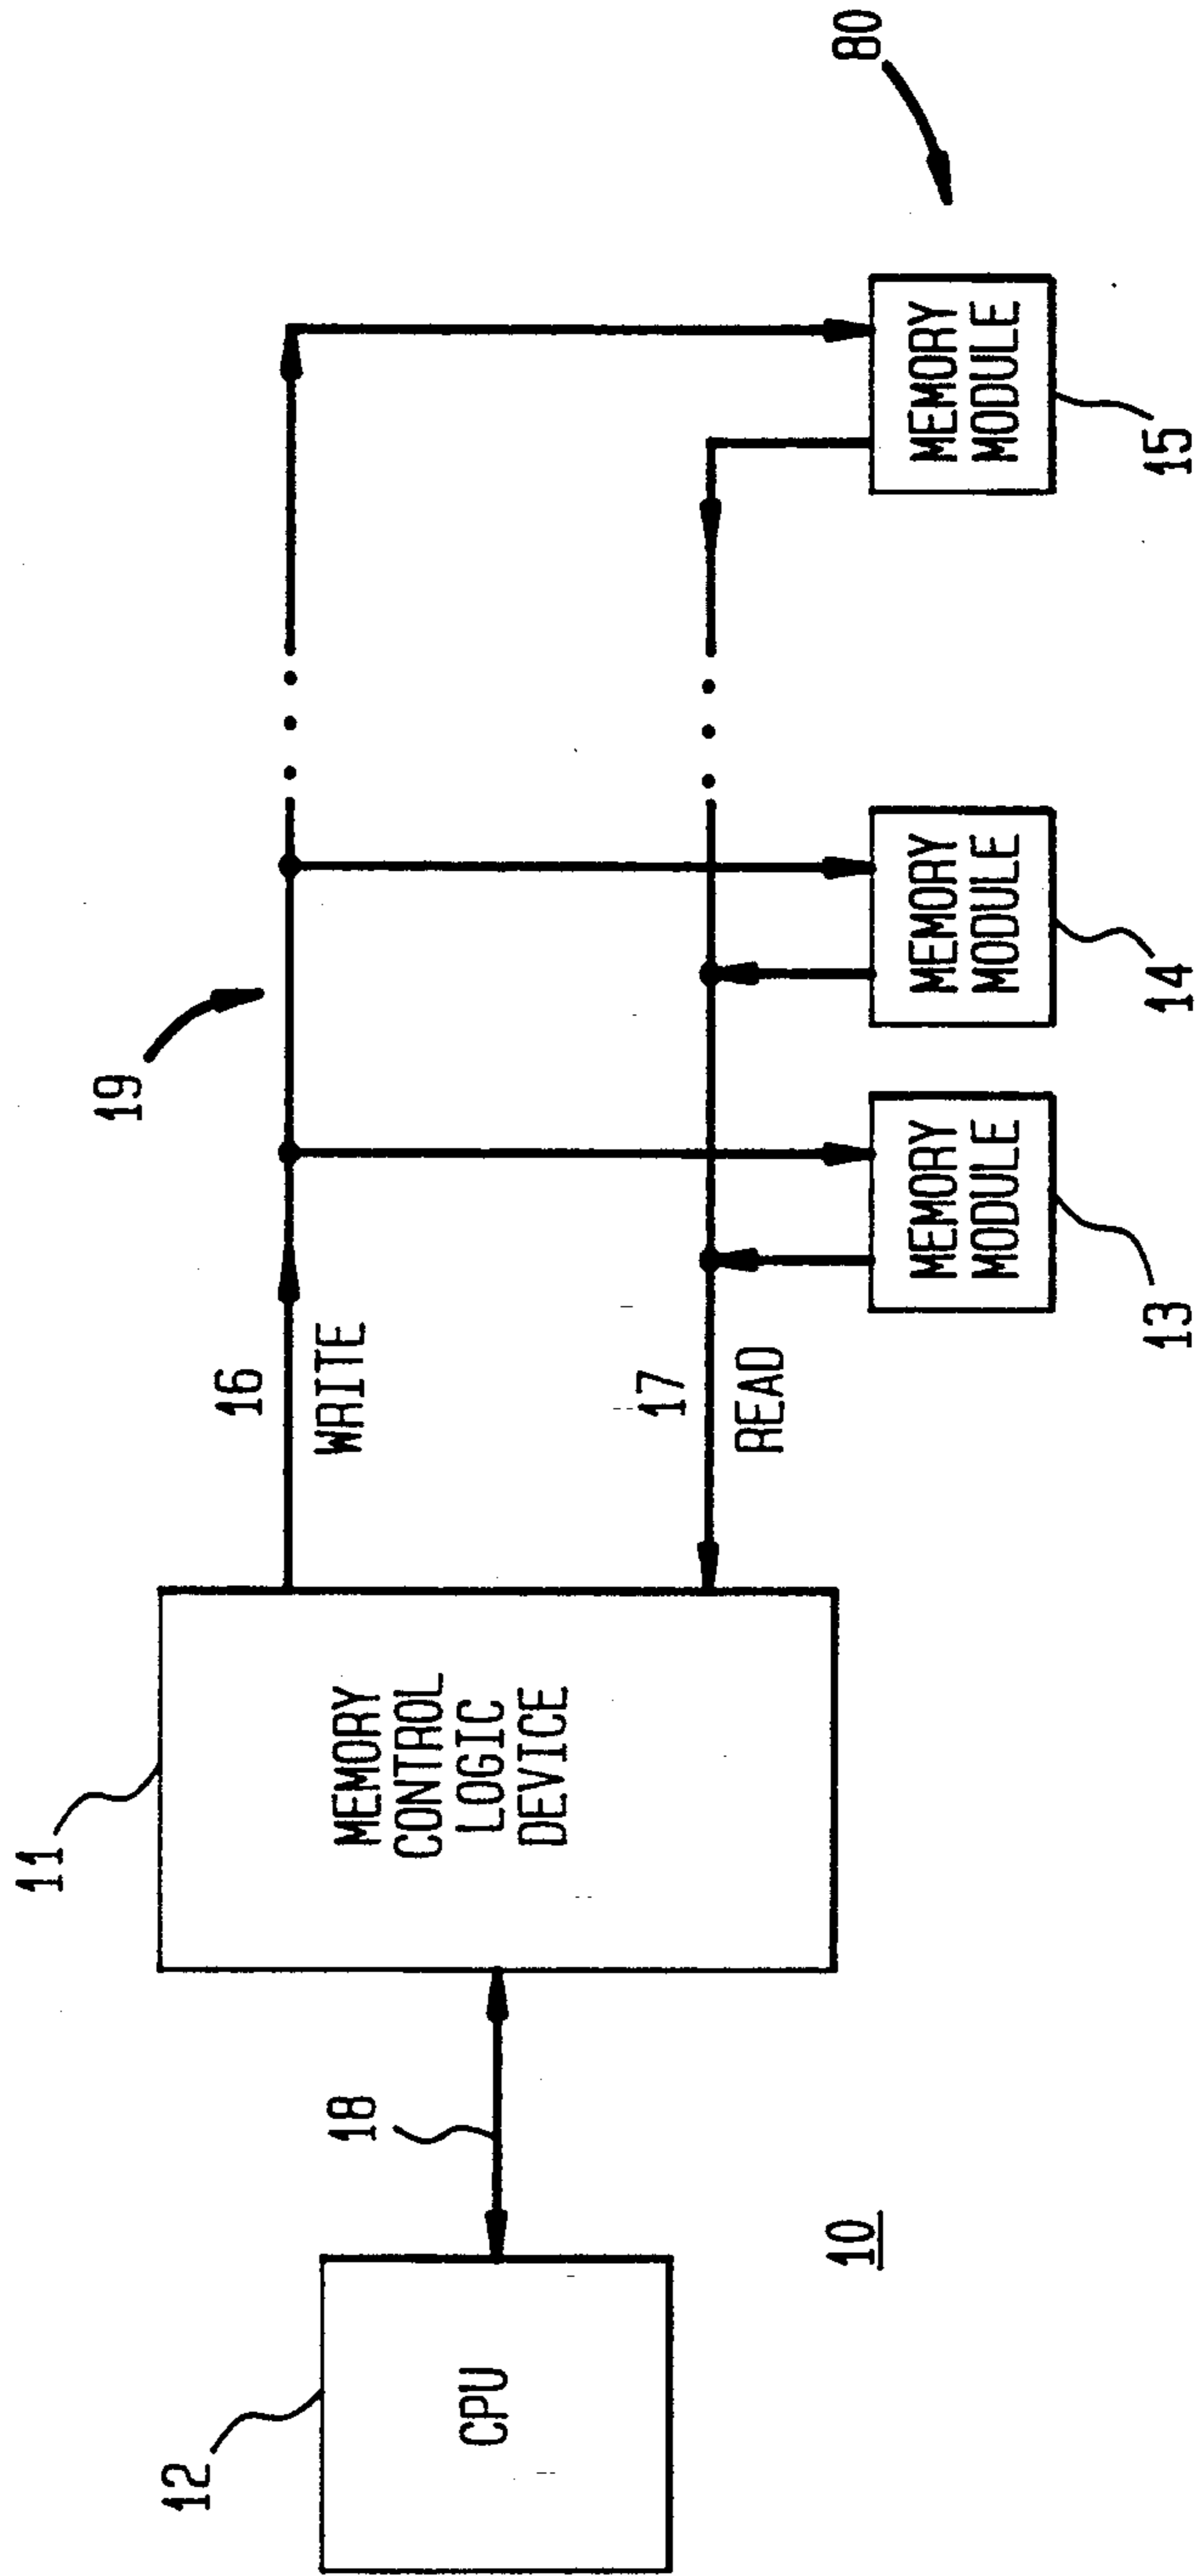 80
19
16
WRITE
17
READ
11
MEMORY
CONTROL
LOGIC
DEVICE
18
12
CPU
MEMORY
MODULE
13
MEMORY
MODULE
14
MEMORY
MODULE
15
10